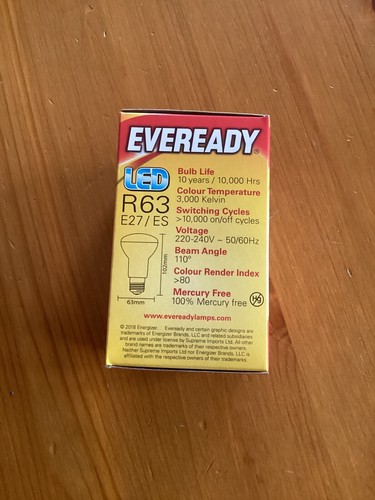 EVEREADY®
LED
R63
E27/ES
Bulb Life
10 years / 10,000 Hrs
Colour Temperature
3,000 Kelvin
Switching Cycles
>10,000 on/off cycles
Voltage
220-240V ~ 50/60Hz
Beam Angle
110°
Colour Render Index
>80
Mercury Free
100% Mercury free
Hg
102mm
63mm
www.evereadylamps.com
© 2018 Energizer. Eveready and certain graphic designs are
trademarks of Energizer Brands, LLC and related subsidiaries
and are used under license by Supreme Imports Ltd. All other
brand names are trademarks of their respective owners.
Neither Supreme Imports Ltd nor Energizer Brands, LLC is
affiliated with the respective owners of their trademarks.